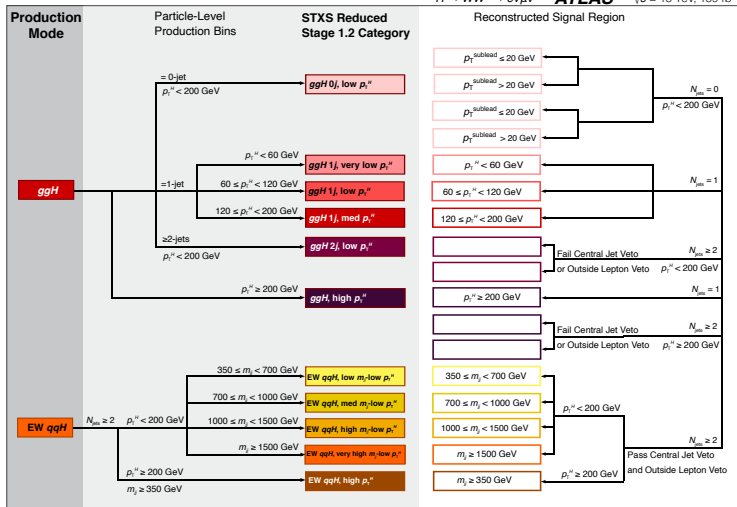 ATLAS
Production Mode
Particle-Level
Production Bins
STXS Reduced
Stage 1.2 Category
Reconstructed Signal Region
ggH
=0-jet
p_T^H < 200 GeV
ggH 0j, low p_T^H
p_T^sublead ≤ 20 GeV
p_T^sublead > 20 GeV
p_T^sublead ≤ 20 GeV
p_T^sublead > 20 GeV
N_jets = 0
p_T^H < 200 GeV
=1-jet
p_T^H < 60 GeV
ggH 1j, very low p_T^H
p_T^H < 60 GeV
60 ≤ p_T^H < 120 GeV
ggH 1j, low p_T^H
60 ≤ p_T^H < 120 GeV
120 ≤ p_T^H < 200 GeV
ggH 1j, med p_T^H
120 ≤ p_T^H < 200 GeV
N_jets = 1
≥2-jets
p_T^H < 200 GeV
ggH 2j, low p_T^H
Fail Central Jet Veto
or Outside Lepton Veto
N_jets ≥ 2
p_T^H < 200 GeV
p_T^H ≥ 200 GeV
ggH, high p_T^H
p_T^H ≥ 200 GeV
N_jets = 1
Fail Central Jet Veto
or Outside Lepton Veto
N_jets ≥ 2
p_T^H ≥ 200 GeV
EW qqH
N_jets ≥ 2
p_T^H < 200 GeV
350 ≤ m_jj < 700 GeV
EW qqH, low m_jj-low p_T^H
350 ≤ m_jj < 700 GeV
700 ≤ m_jj < 1000 GeV
EW qqH, med m_jj-low p_T^H
700 ≤ m_jj < 1000 GeV
1000 ≤ m_jj < 1500 GeV
EW qqH, high m_jj-low p_T^H
1000 ≤ m_jj < 1500 GeV
m_jj ≥ 1500 GeV
EW qqH, very high m_jj-low p_T^H
m_jj ≥ 1500 GeV
p_T^H < 200 GeV
p_T^H ≥ 200 GeV
m_jj ≥ 350 GeV
EW qqH, high p_T^H
m_jj ≥ 350 GeV
p_T^H ≥ 200 GeV
N_jets ≥ 2
Pass Central Jet Veto
and Outside Lepton Veto